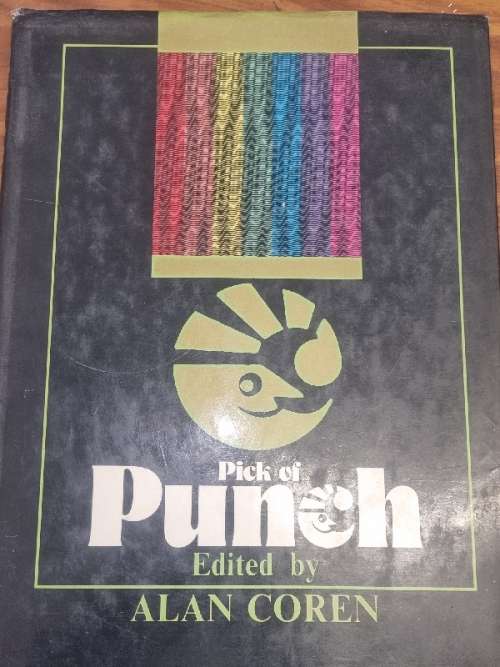 Pick of
Punch
Edited by
ALAN COREN